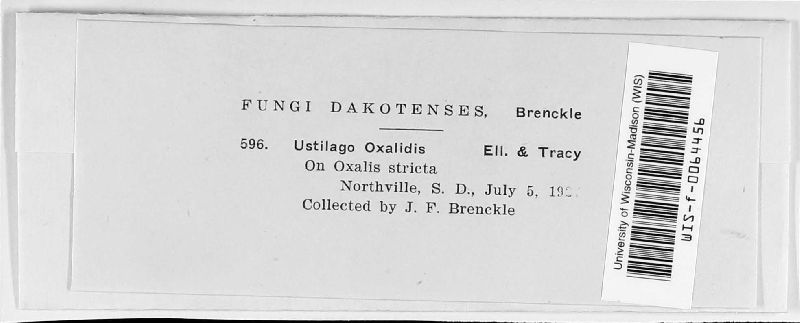 FUNGI DAKOTENSES, Brenckle
596. Ustilago Oxalidis Ell. & Tracy
On Oxalis stricta
Northville, S. D., July 5,
Collected by J. F. Brenckle
University of Wisconsin-Madison (WIS)
WIS-f-0064456